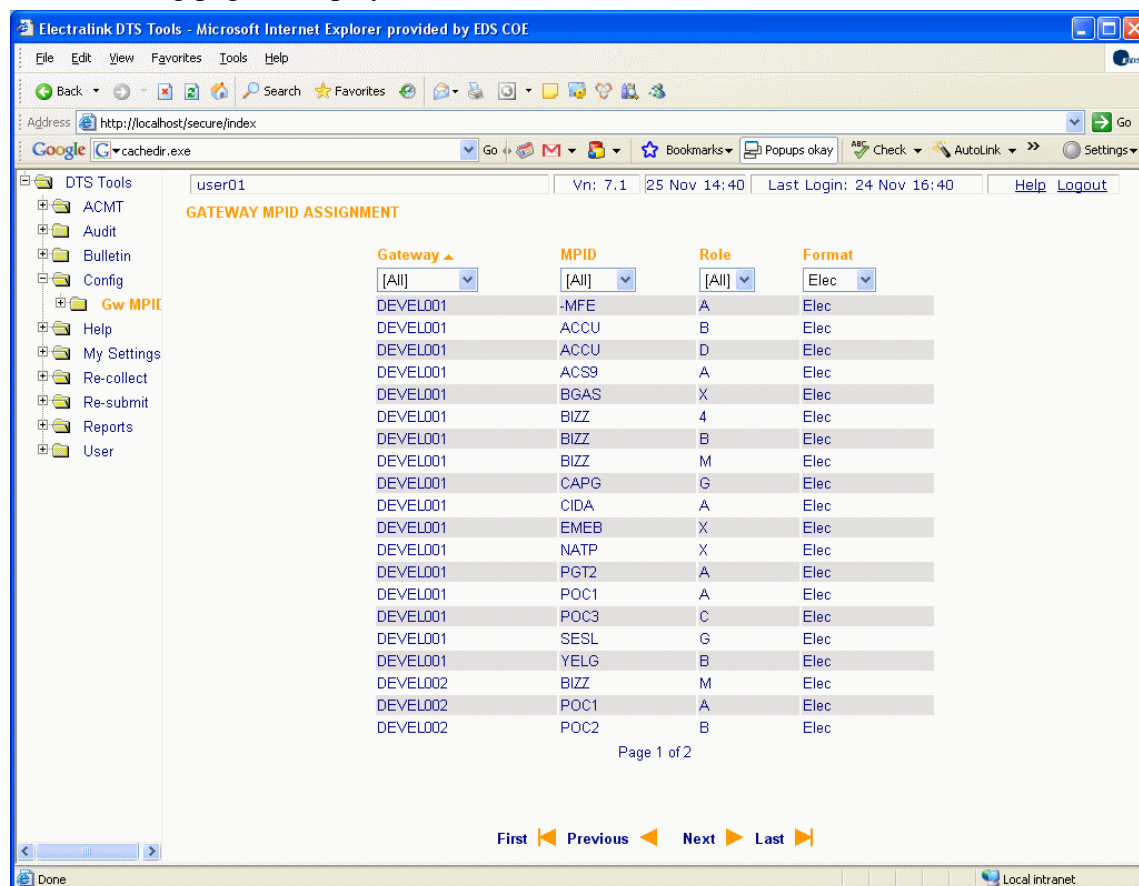 Electralink DTS Tools - Microsoft Internet Explorer provided by EDS COE
File Edit View Favorites Tools Help
Back Search Favorites
Address http://localhost/secure/index Go
Google G cachedir.exe Go Bookmarks Popups okay ABC Check AutoLink » Settings
DTS Tools
ACMT
Audit
Bulletin
Config
Gw MPID
Help
My Settings
Re-collect
Re-submit
Reports
User
user01 Vn: 7.1 25 Nov 14:40 Last Login: 24 Nov 16:40 Help Logout
GATEWAY MPID ASSIGNMENT
Gateway MPID Role Format
[All] [All] [All] Elec
DEVEL001 -MFE A Elec
DEVEL001 ACCU B Elec
DEVEL001 ACCU D Elec
DEVEL001 ACS9 A Elec
DEVEL001 BGAS X Elec
DEVEL001 BIZZ 4 Elec
DEVEL001 BIZZ B Elec
DEVEL001 BIZZ M Elec
DEVEL001 CAPG G Elec
DEVEL001 CIDA A Elec
DEVEL001 EMEB X Elec
DEVEL001 NATP X Elec
DEVEL001 PGT2 A Elec
DEVEL001 POC1 A Elec
DEVEL001 POC3 C Elec
DEVEL001 SESL G Elec
DEVEL001 YELG B Elec
DEVEL002 BIZZ M Elec
DEVEL002 POC1 A Elec
DEVEL002 POC2 B Elec
Page 1 of 2
First Previous Next Last
Done Local intranet